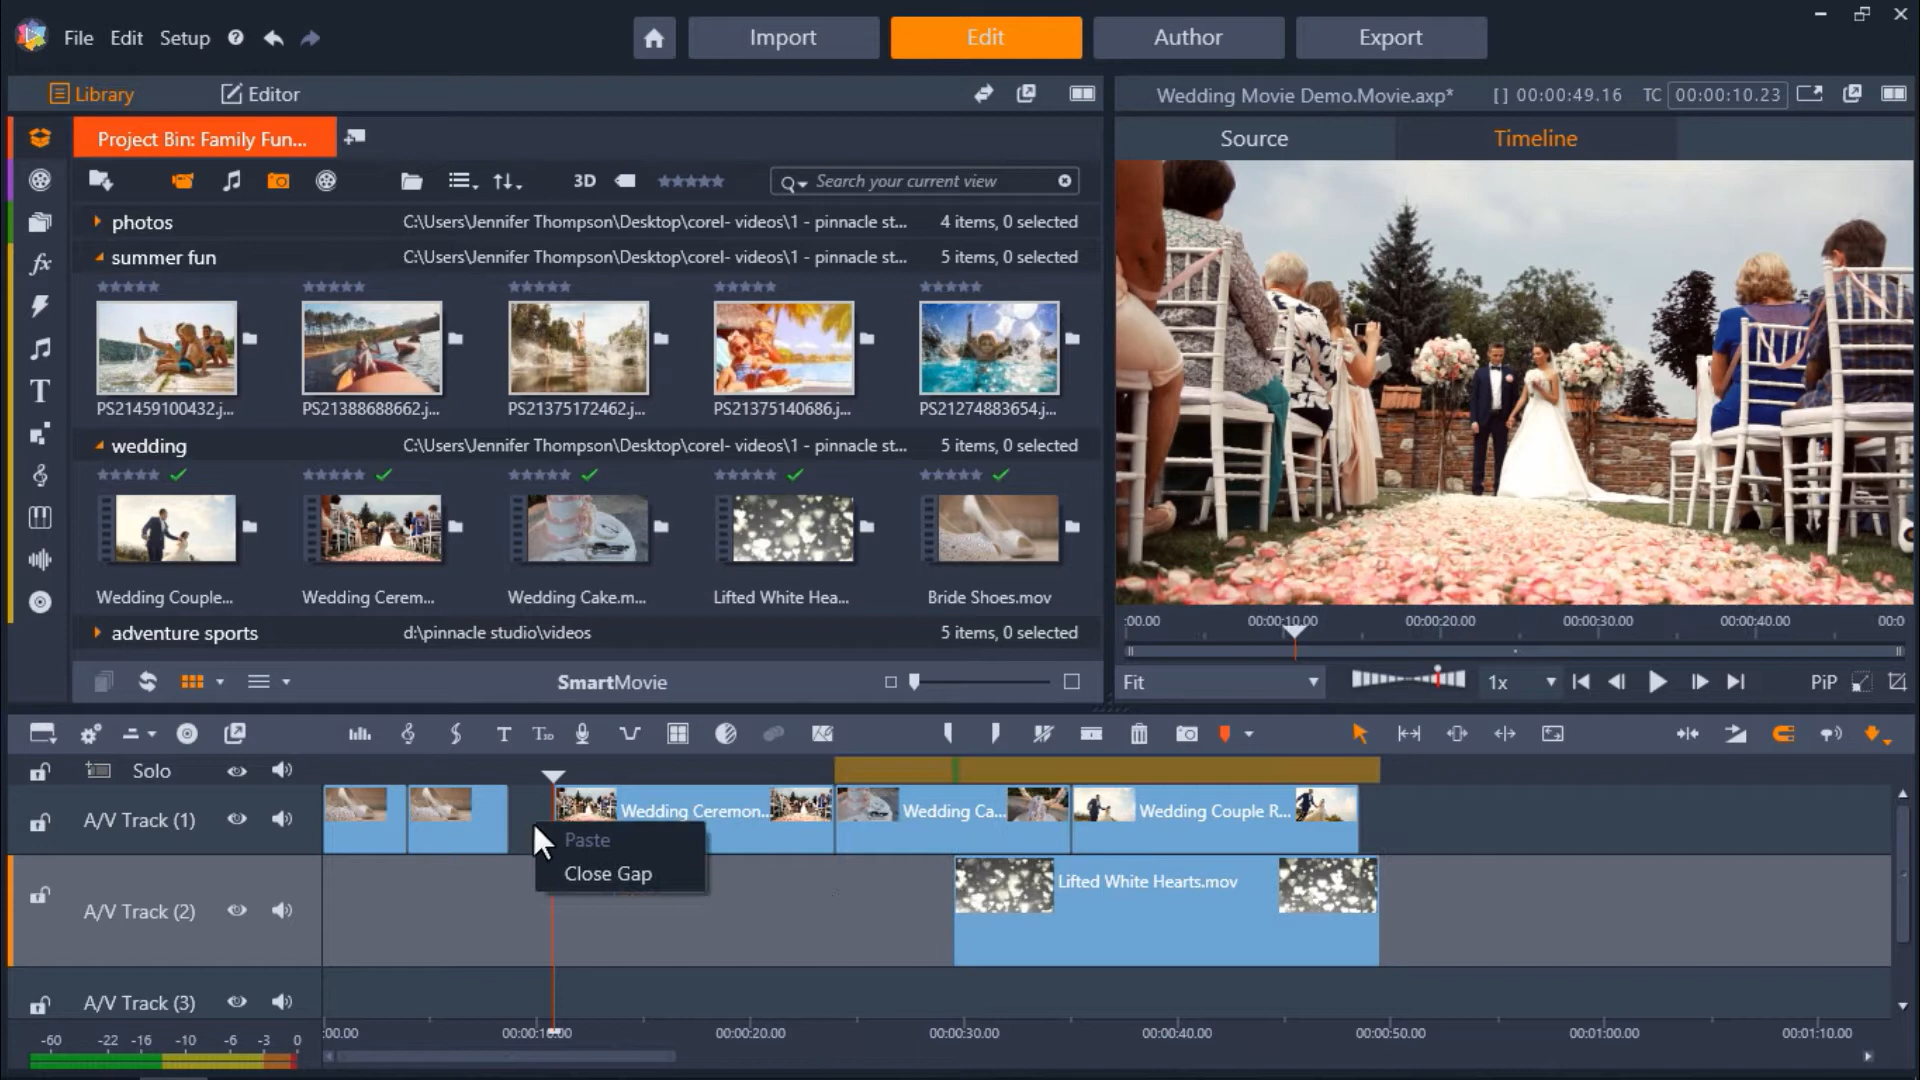 File Edit Setup ?
Import Edit Author Export
Library Editor
Wedding Movie Demo.Movie.axp* [] 00:00:49.16 TC 00:00:10.23
Project Bin: Family Fun...
Source Timeline
3D Search your current view
photos C:\Users\Jennifer Thompson\Desktop\corel- videos\1 - pinnacle st... 4 items, 0 selected
summer fun C:\Users\Jennifer Thompson\Desktop\corel- videos\1 - pinnacle st... 5 items, 0 selected
PS21459100432.j... PS21388688662.j... PS21375172462.j... PS21375140686.j... PS21274883654.j...
wedding C:\Users\Jennifer Thompson\Desktop\corel- videos\1 - pinnacle st... 5 items, 0 selected
Wedding Couple... Wedding Cerem... Wedding Cake.m... Lifted White Hea... Bride Shoes.mov
adventure sports d:\pinnacle studio\videos 5 items, 0 selected
:00.00 00:00:10.00 00:00:20.00 00:00:30.00 00:00:40.00 00:0
SmartMovie
Fit 1x PiP
T T3D
Solo
A/V Track (1) Wedding Ceremon... Wedding Ca... Wedding Couple R...
Paste
Close Gap
A/V Track (2) Lifted White Hearts.mov
A/V Track (3)
:00.00 00:00:10.00 00:00:20.00 00:00:30.00 00:00:40.00 00:00:50.00 00:01:00.00 00:01:10.00
-60 -22 -16 -10 -6 -3 0